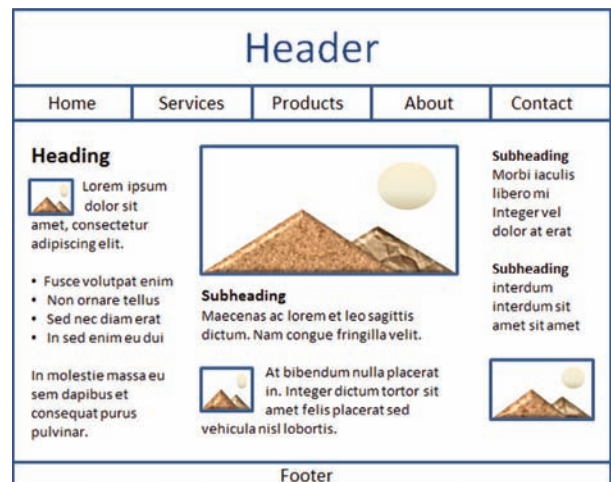 Header
Home Services Products About Contact
Heading
Lorem ipsum
dolor sit
amet, consectetur
adipiscing elit.
• Fusce volutpat enim
• Non ornare tellus
• Sed nec diam erat
• In sed enim eu dui
In molestie massa eu
sem dapibus et
consequat purus
pulvinar.
Subheading
Maecenas ac lorem et leo sagittis
dictum. Nam congue fringilla velit.
At bibendum nulla placerat
in. Integer dictum tortor sit
amet felis placerat sed
vehicula nisl lobortis.
Subheading
Morbi iaculis
libero mi
Integer vel
dolor at erat
Subheading
interdum
interdum sit
amet sit amet
Footer